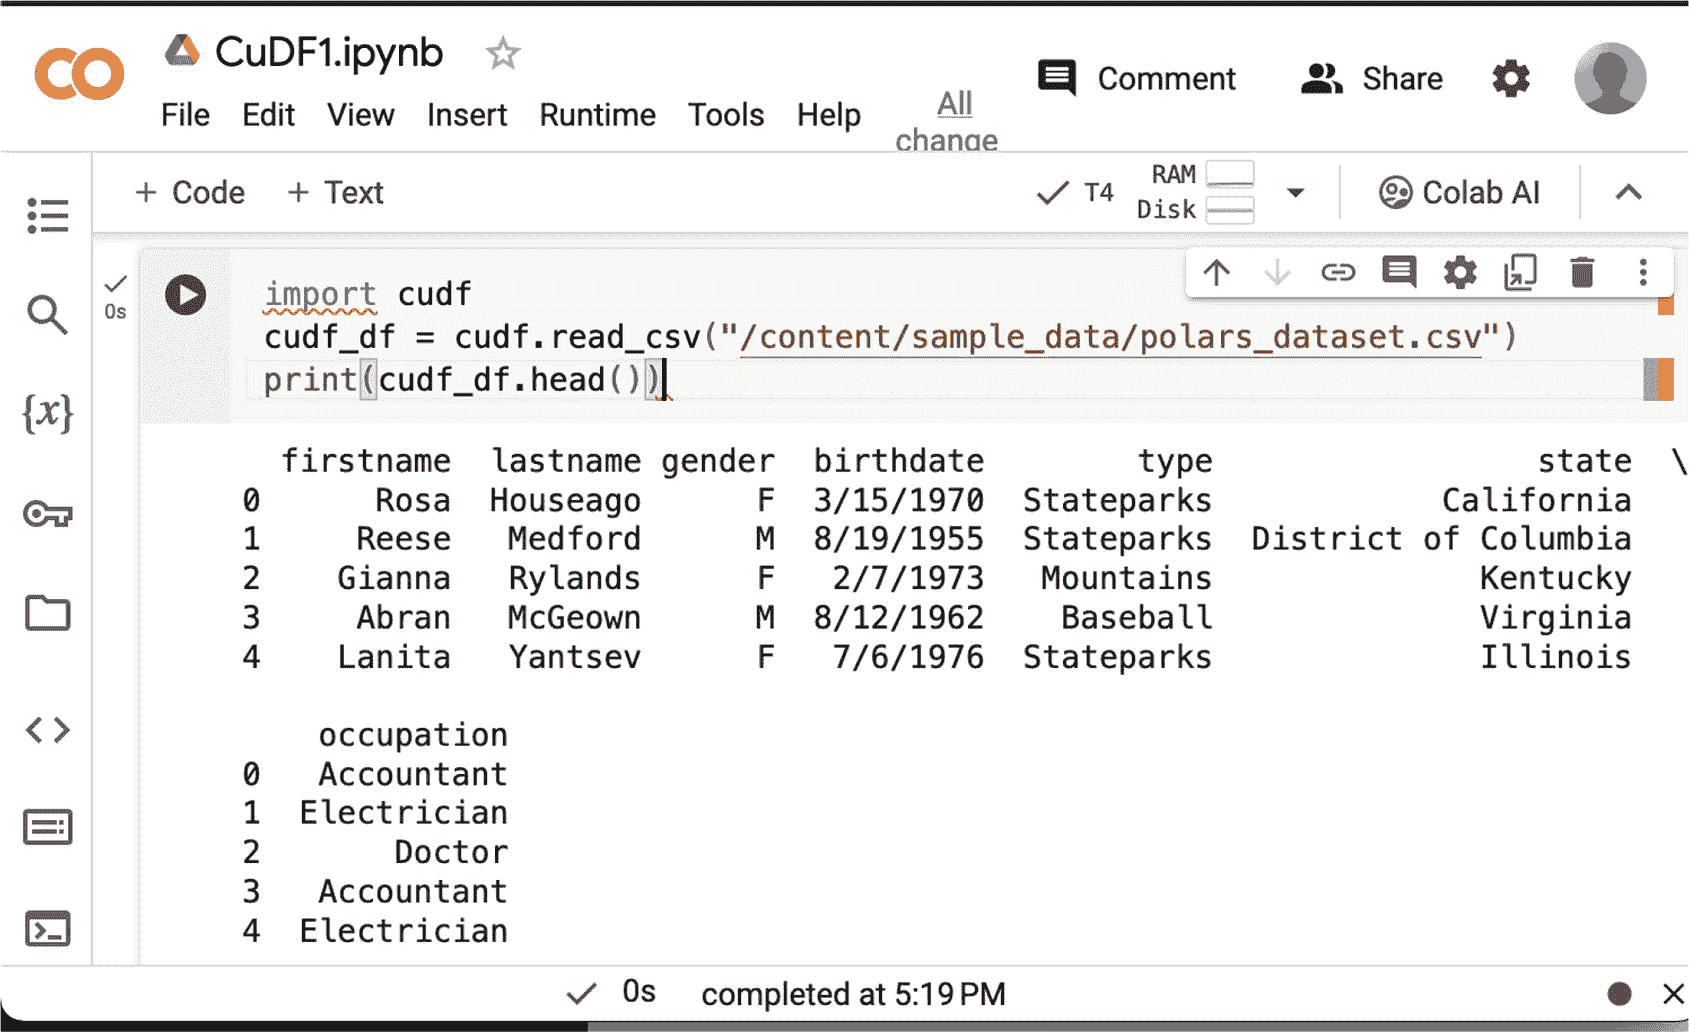 CuDF1.ipynb
Comment
Share
File Edit View Insert Runtime Tools Help
All
change
+ Code + Text
T4
RAM
Disk
Colab AI
0s
import cudf
cudf_df = cudf.read_csv("/content/sample_data/polars_dataset.csv")
print(cudf_df.head())
{x}
firstname lastname gender birthdate type state \
0 Rosa Houseago F 3/15/1970 Stateparks California
1 Reese Medford M 8/19/1955 Stateparks District of Columbia
2 Gianna Rylands F 2/7/1973 Mountains Kentucky
3 Abran McGeown M 8/12/1962 Baseball Virginia
4 Lanita Yantsev F 7/6/1976 Stateparks Illinois
occupation
0 Accountant
1 Electrician
2 Doctor
3 Accountant
4 Electrician
0s completed at 5:19 PM